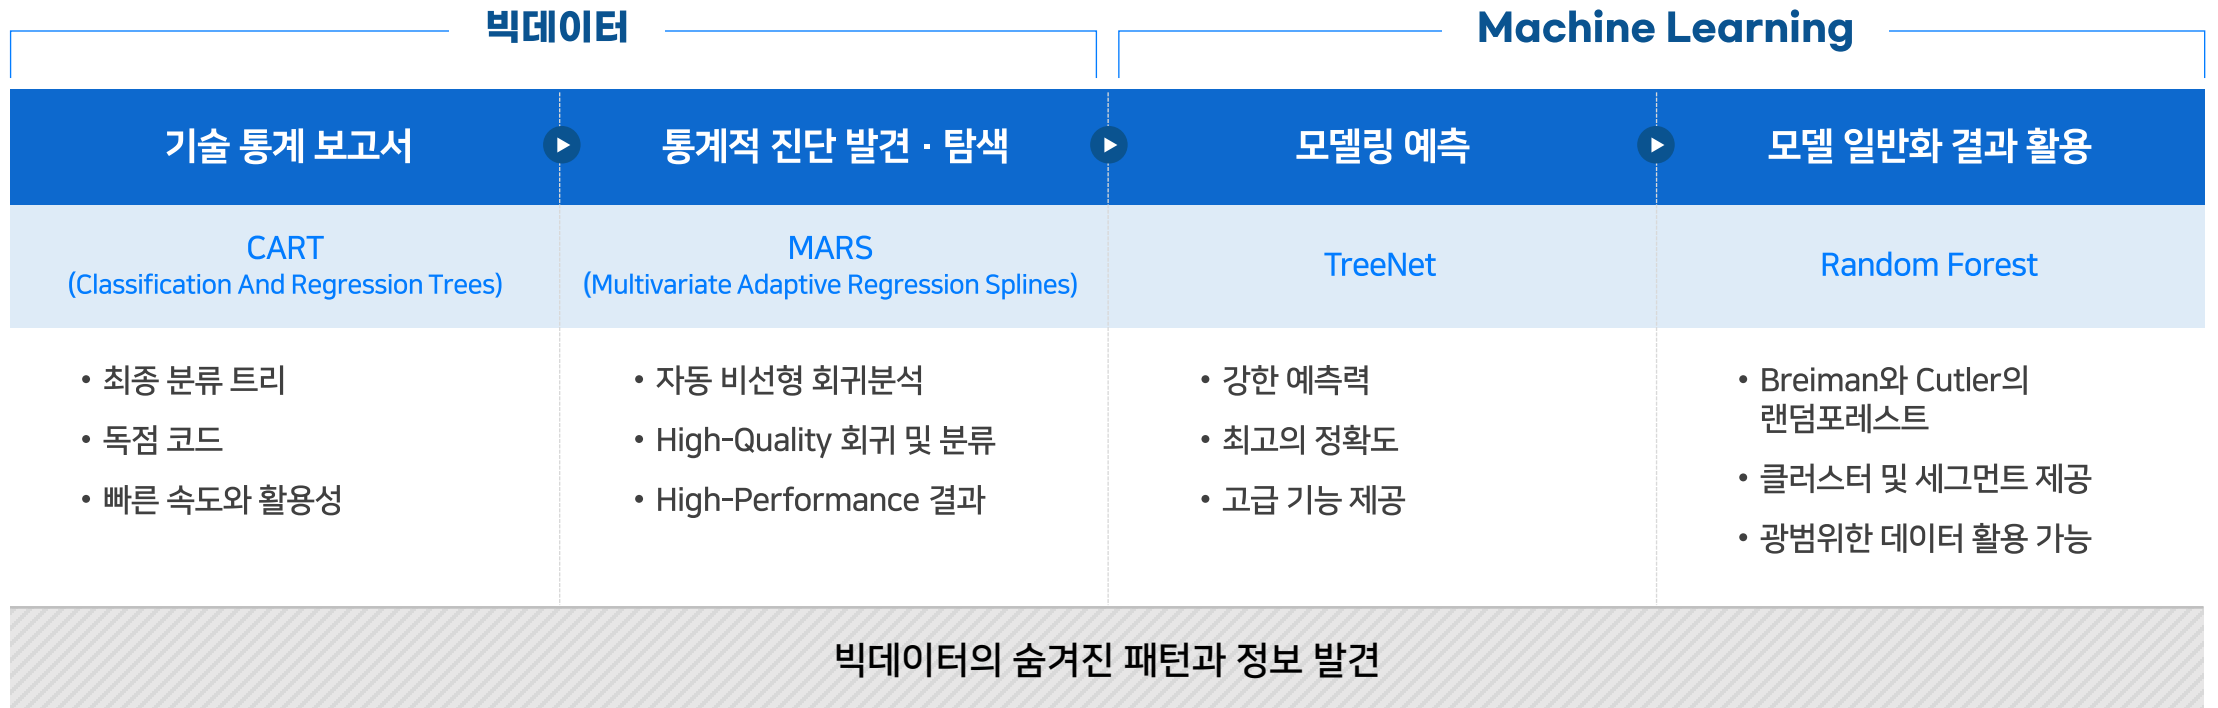 빅데이터
Machine Learning
기술 통계 보고서
통계적 진단 발견 · 탐색
모델링 예측
모델 일반화 결과 활용
CART
(Classification And Regression Trees)
MARS
(Multivariate Adaptive Regression Splines)
TreeNet
Random Forest
• 최종 분류 트리
• 독점 코드
• 빠른 속도와 활용성
• 자동 비선형 회귀분석
• High-Quality 회귀 및 분류
• High-Performance 결과
• 강한 예측력
• 최고의 정확도
• 고급 기능 제공
• Breiman와 Cutler의
랜덤포레스트
• 클러스터 및 세그먼트 제공
• 광범위한 데이터 활용 가능
빅데이터의 숨겨진 패턴과 정보 발견